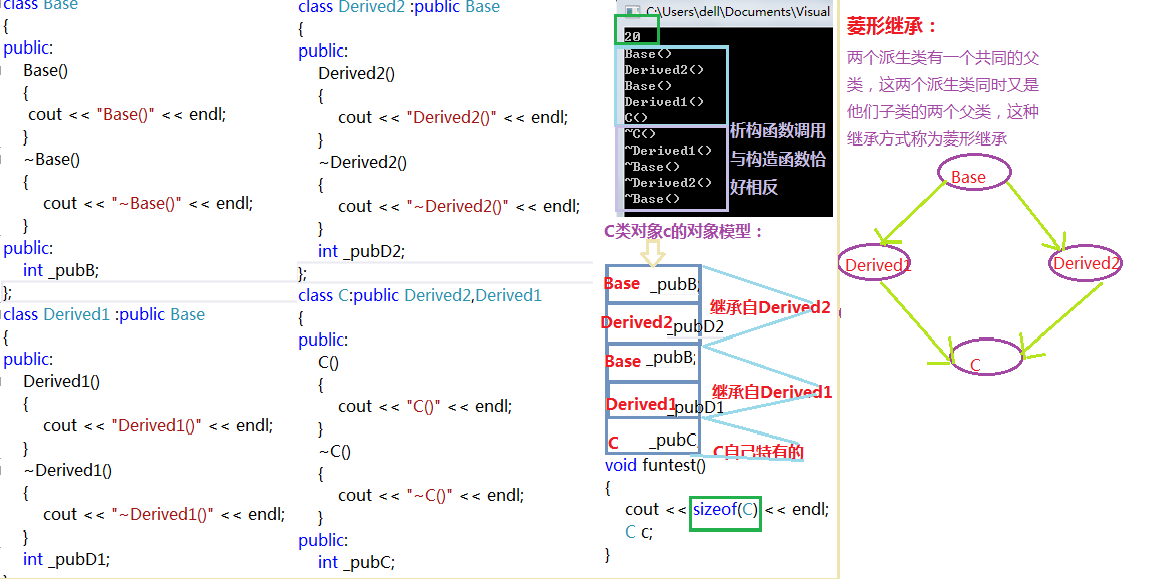 class Base
{
public:
Base()
{
cout << "Base()" << endl;
}
~Base()
{
cout << "~Base()" << endl;
}
public:
int _pubB;
};
class Derived1 :public Base
{
public:
Derived1()
{
cout << "Derived1()" << endl;
}
~Derived1()
{
cout << "~Derived1()" << endl;
}
int _pubD1;
class Derived2 :public Base
{
public:
Derived2()
{
cout << "Derived2()" << endl;
}
~Derived2()
{
cout << "~Derived2()" << endl;
}
int _pubD2;
};
class C:public Derived2,Derived1
{
public:
C()
{
cout << "C()" << endl;
}
~C()
{
cout << "~C()" << endl;
}
public:
int _pubC;
C:\Users\dell\Documents\Visual
20
Base()
Derived2()
Base()
Derived1()
C()
~C()
~Derived1()
~Base()
~Derived2()
~Base()
析构函数调用
与构造函数恰
好相反
C类对象c的对象模型：
Base _pubB;
继承自Derived2
Derived2 _pubD2
Base _pubB;
继承自Derived1
Derived1 _pubD1
C _pubC
C自己特有的
void funtest()
{
cout << sizeof(C) << endl;
C c;
}
菱形继承：
两个派生类有一个共同的父
类，这两个派生类同时又是
他们子类的两个父类，这种
继承方式称为菱形继承
Base
Derived1
Derived2
C